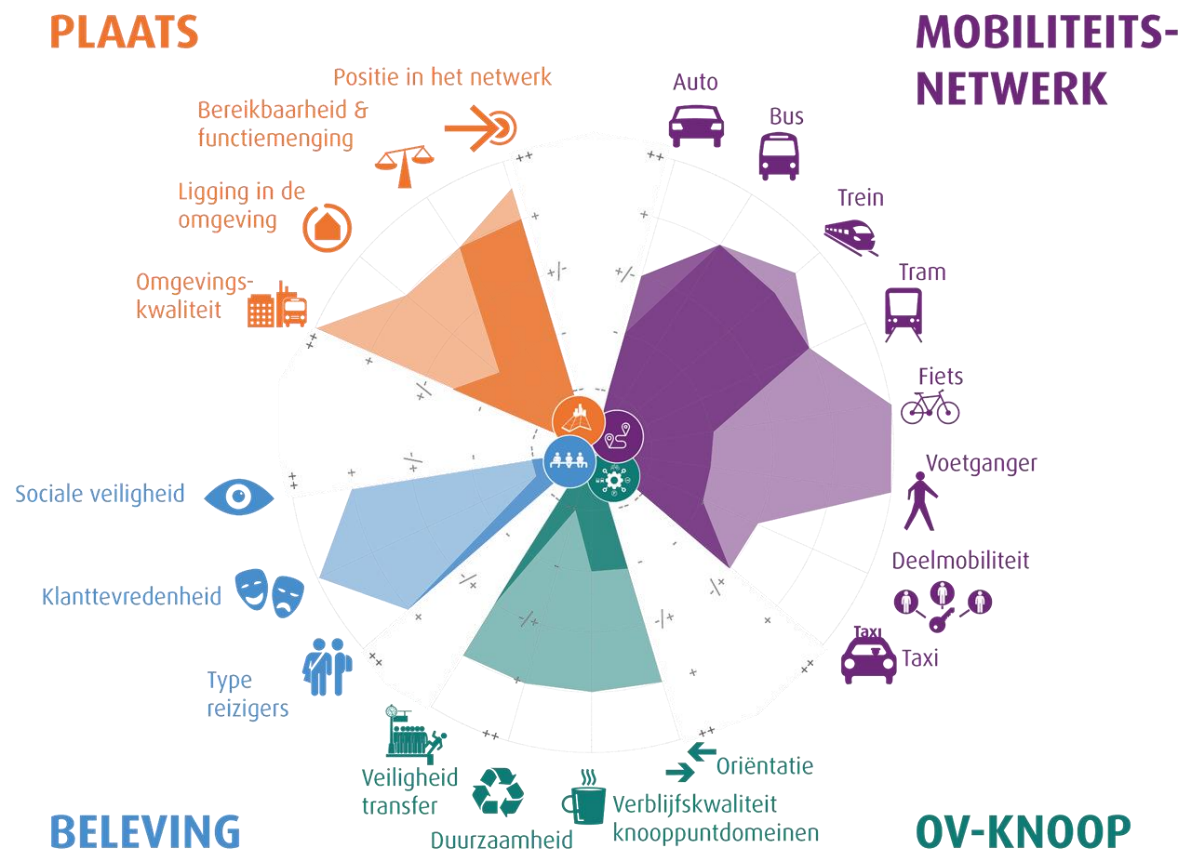 PLAATS
MOBILITEITS-
NETWERK
Positie in het netwerk
Bereikbaarheid &
functiemenging
Ligging in de
omgeving
Omgevings-
kwaliteit
Auto
Bus
Trein
Tram
Fiets
Voetganger
Deelmobiliteit
Taxi
Taxi
++
+
+/-
-
++
+
+/-
-
++
+
+/-
-
++
+
+/-
-
++
+
+/-
-
++
+
+/-
-
++
+
+/-
-
++
+
+/-
-
Sociale veiligheid
Klanttevredenheid
Type
reizigers
Veiligheid
transfer
Duurzaamheid
Verblijfskwaliteit
knooppuntdomeinen
Oriëntatie
BELEVING
OV-KNOOP